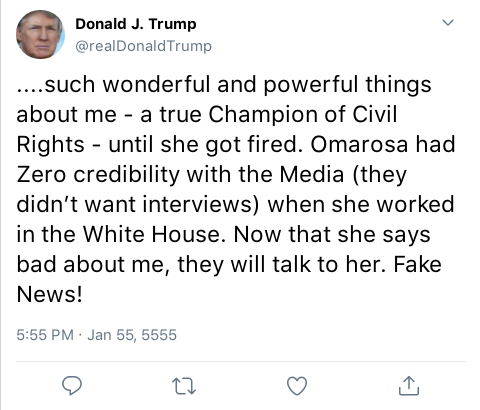 Donald J. Trump
@realDonaldTrump
....such wonderful and powerful things
about me - a true Champion of Civil
Rights - until she got fired. Omarosa had
Zero credibility with the Media (they
didn’t want interviews) when she worked
in the White House. Now that she says
bad about me, they will talk to her. Fake
News!
5:55 PM · Jan 55, 5555